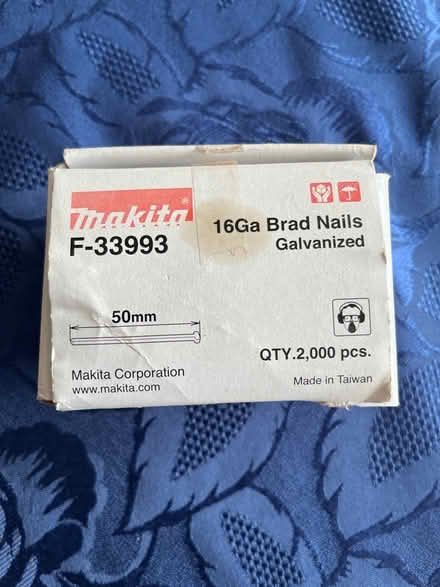 Makita®
F-33993
16Ga Brad Nails
Galvanized
50mm
QTY.2,000 pcs.
Makita Corporation
www.makita.com
Made in Taiwan